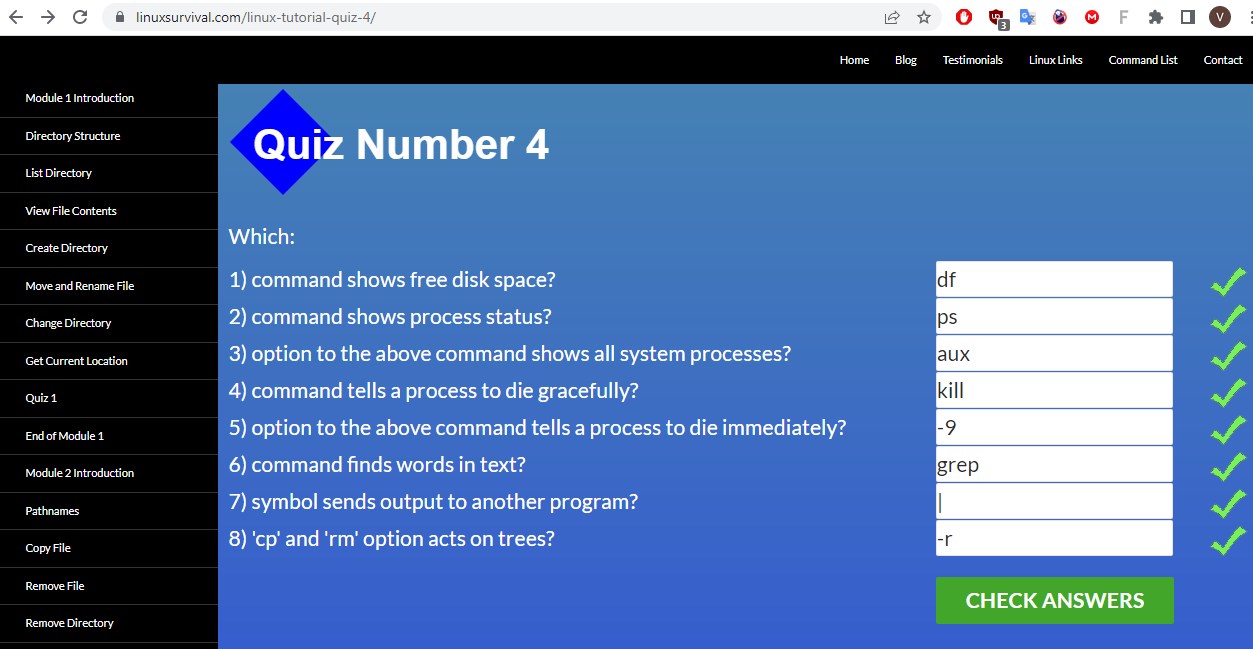 linuxsurvival.com/linux-tutorial-quiz-4/
3
V
Home Blog Testimonials Linux Links Command List Contact
Module 1 Introduction
Directory Structure
List Directory
View File Contents
Create Directory
Move and Rename File
Change Directory
Get Current Location
Quiz 1
End of Module 1
Module 2 Introduction
Pathnames
Copy File
Remove File
Remove Directory
Quiz Number 4
Which:
1) command shows free disk space? df
2) command shows process status? ps
3) option to the above command shows all system processes? aux
4) command tells a process to die gracefully? kill
5) option to the above command tells a process to die immediately? -9
6) command finds words in text? grep
7) symbol sends output to another program? |
8) 'cp' and 'rm' option acts on trees? -r
CHECK ANSWERS